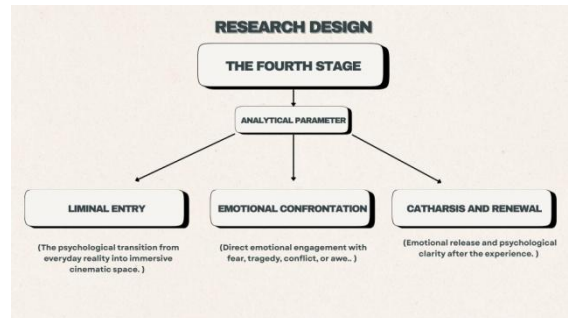 RESEARCH DESIGN
THE FOURTH STAGE
ANALYTICAL PARAMETER
LIMINAL ENTRY
(The psychological transition from
everyday reality into immersive
cinematic space. )
EMOTIONAL CONFRONTATION
(Direct emotional engagement with
fear, tragedy, conflict, or awe.. )
CATHARSIS AND RENEWAL
(Emotional release and psychological
clarity after the experience. )